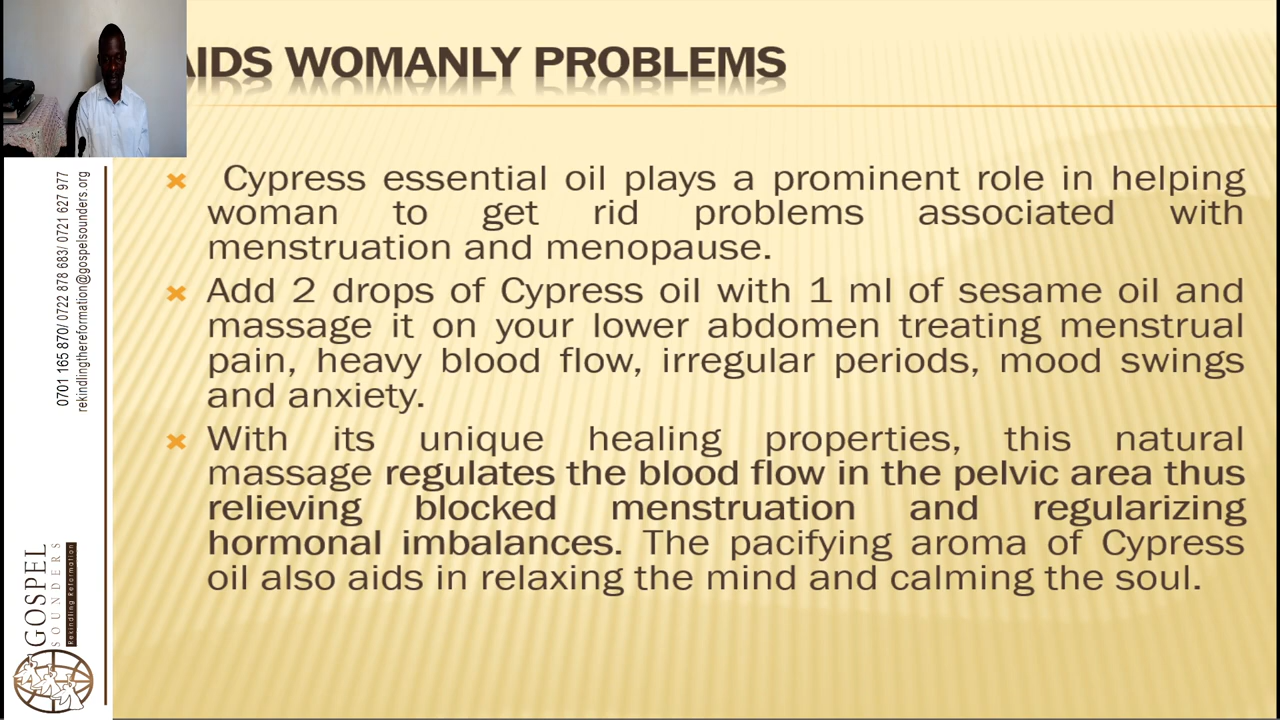 AIDS WOMANLY PROBLEMS
Cypress essential oil plays a prominent role in helping
woman to get rid problems associated with
menstruation and menopause.
Add 2 drops of Cypress oil with 1 ml of sesame oil and
massage it on your lower abdomen treating menstrual
pain, heavy blood flow, irregular periods, mood swings
and anxiety.
With its unique healing properties, this natural
massage regulates the blood flow in the pelvic area thus
relieving blocked menstruation and regularizing
hormonal imbalances. The pacifying aroma of Cypress
oil also aids in relaxing the mind and calming the soul.
0701 165 870/ 0722 878 683/ 0721 627 977
rekindlingthereformation@gospelsounders.org
GOSPEL
SOUNDERS
Rekindling Reformation